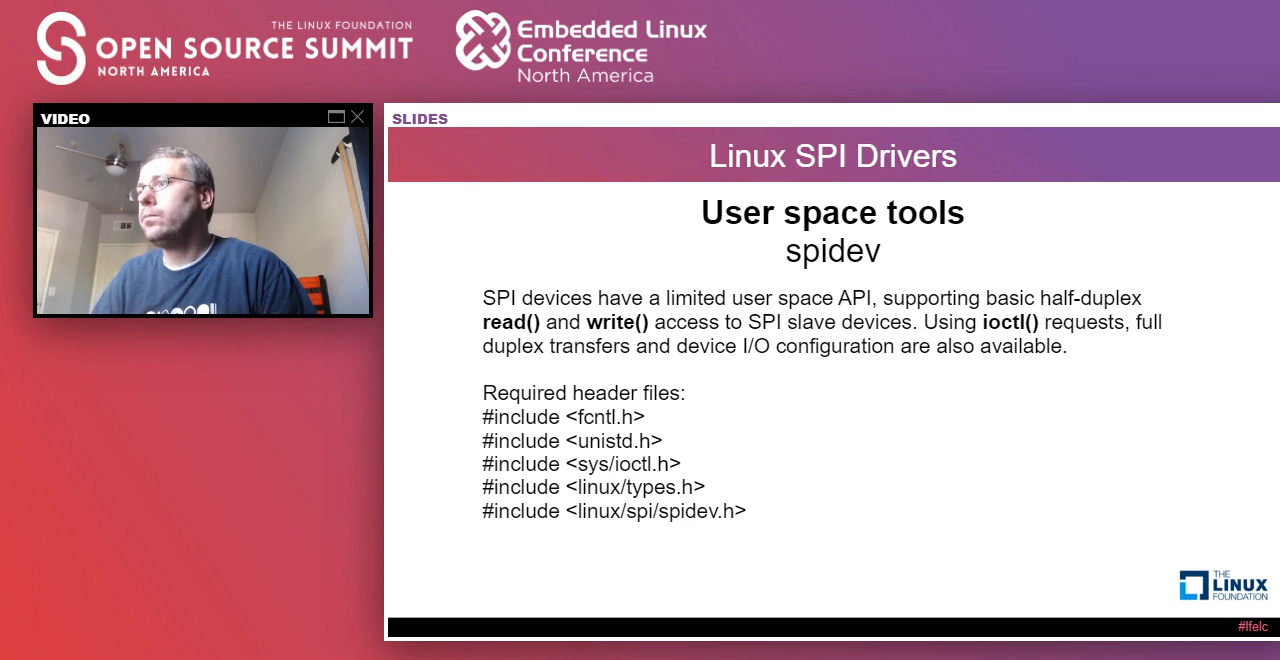 THE LINUX FOUNDATION
OPEN SOURCE SUMMIT
NORTH AMERICA
Embedded Linux
Conference
North America
VIDEO
SLIDES
Linux SPI Drivers
User space tools
spidev
SPI devices have a limited user space API, supporting basic half-duplex
read() and write() access to SPI slave devices. Using ioctl() requests, full
duplex transfers and device I/O configuration are also available.
Required header files:
#include <fcntl.h>
#include <unistd.h>
#include <sys/ioctl.h>
#include <linux/types.h>
#include <linux/spi/spidev.h>
THE
LINUX
FOUNDATION
#lfelc